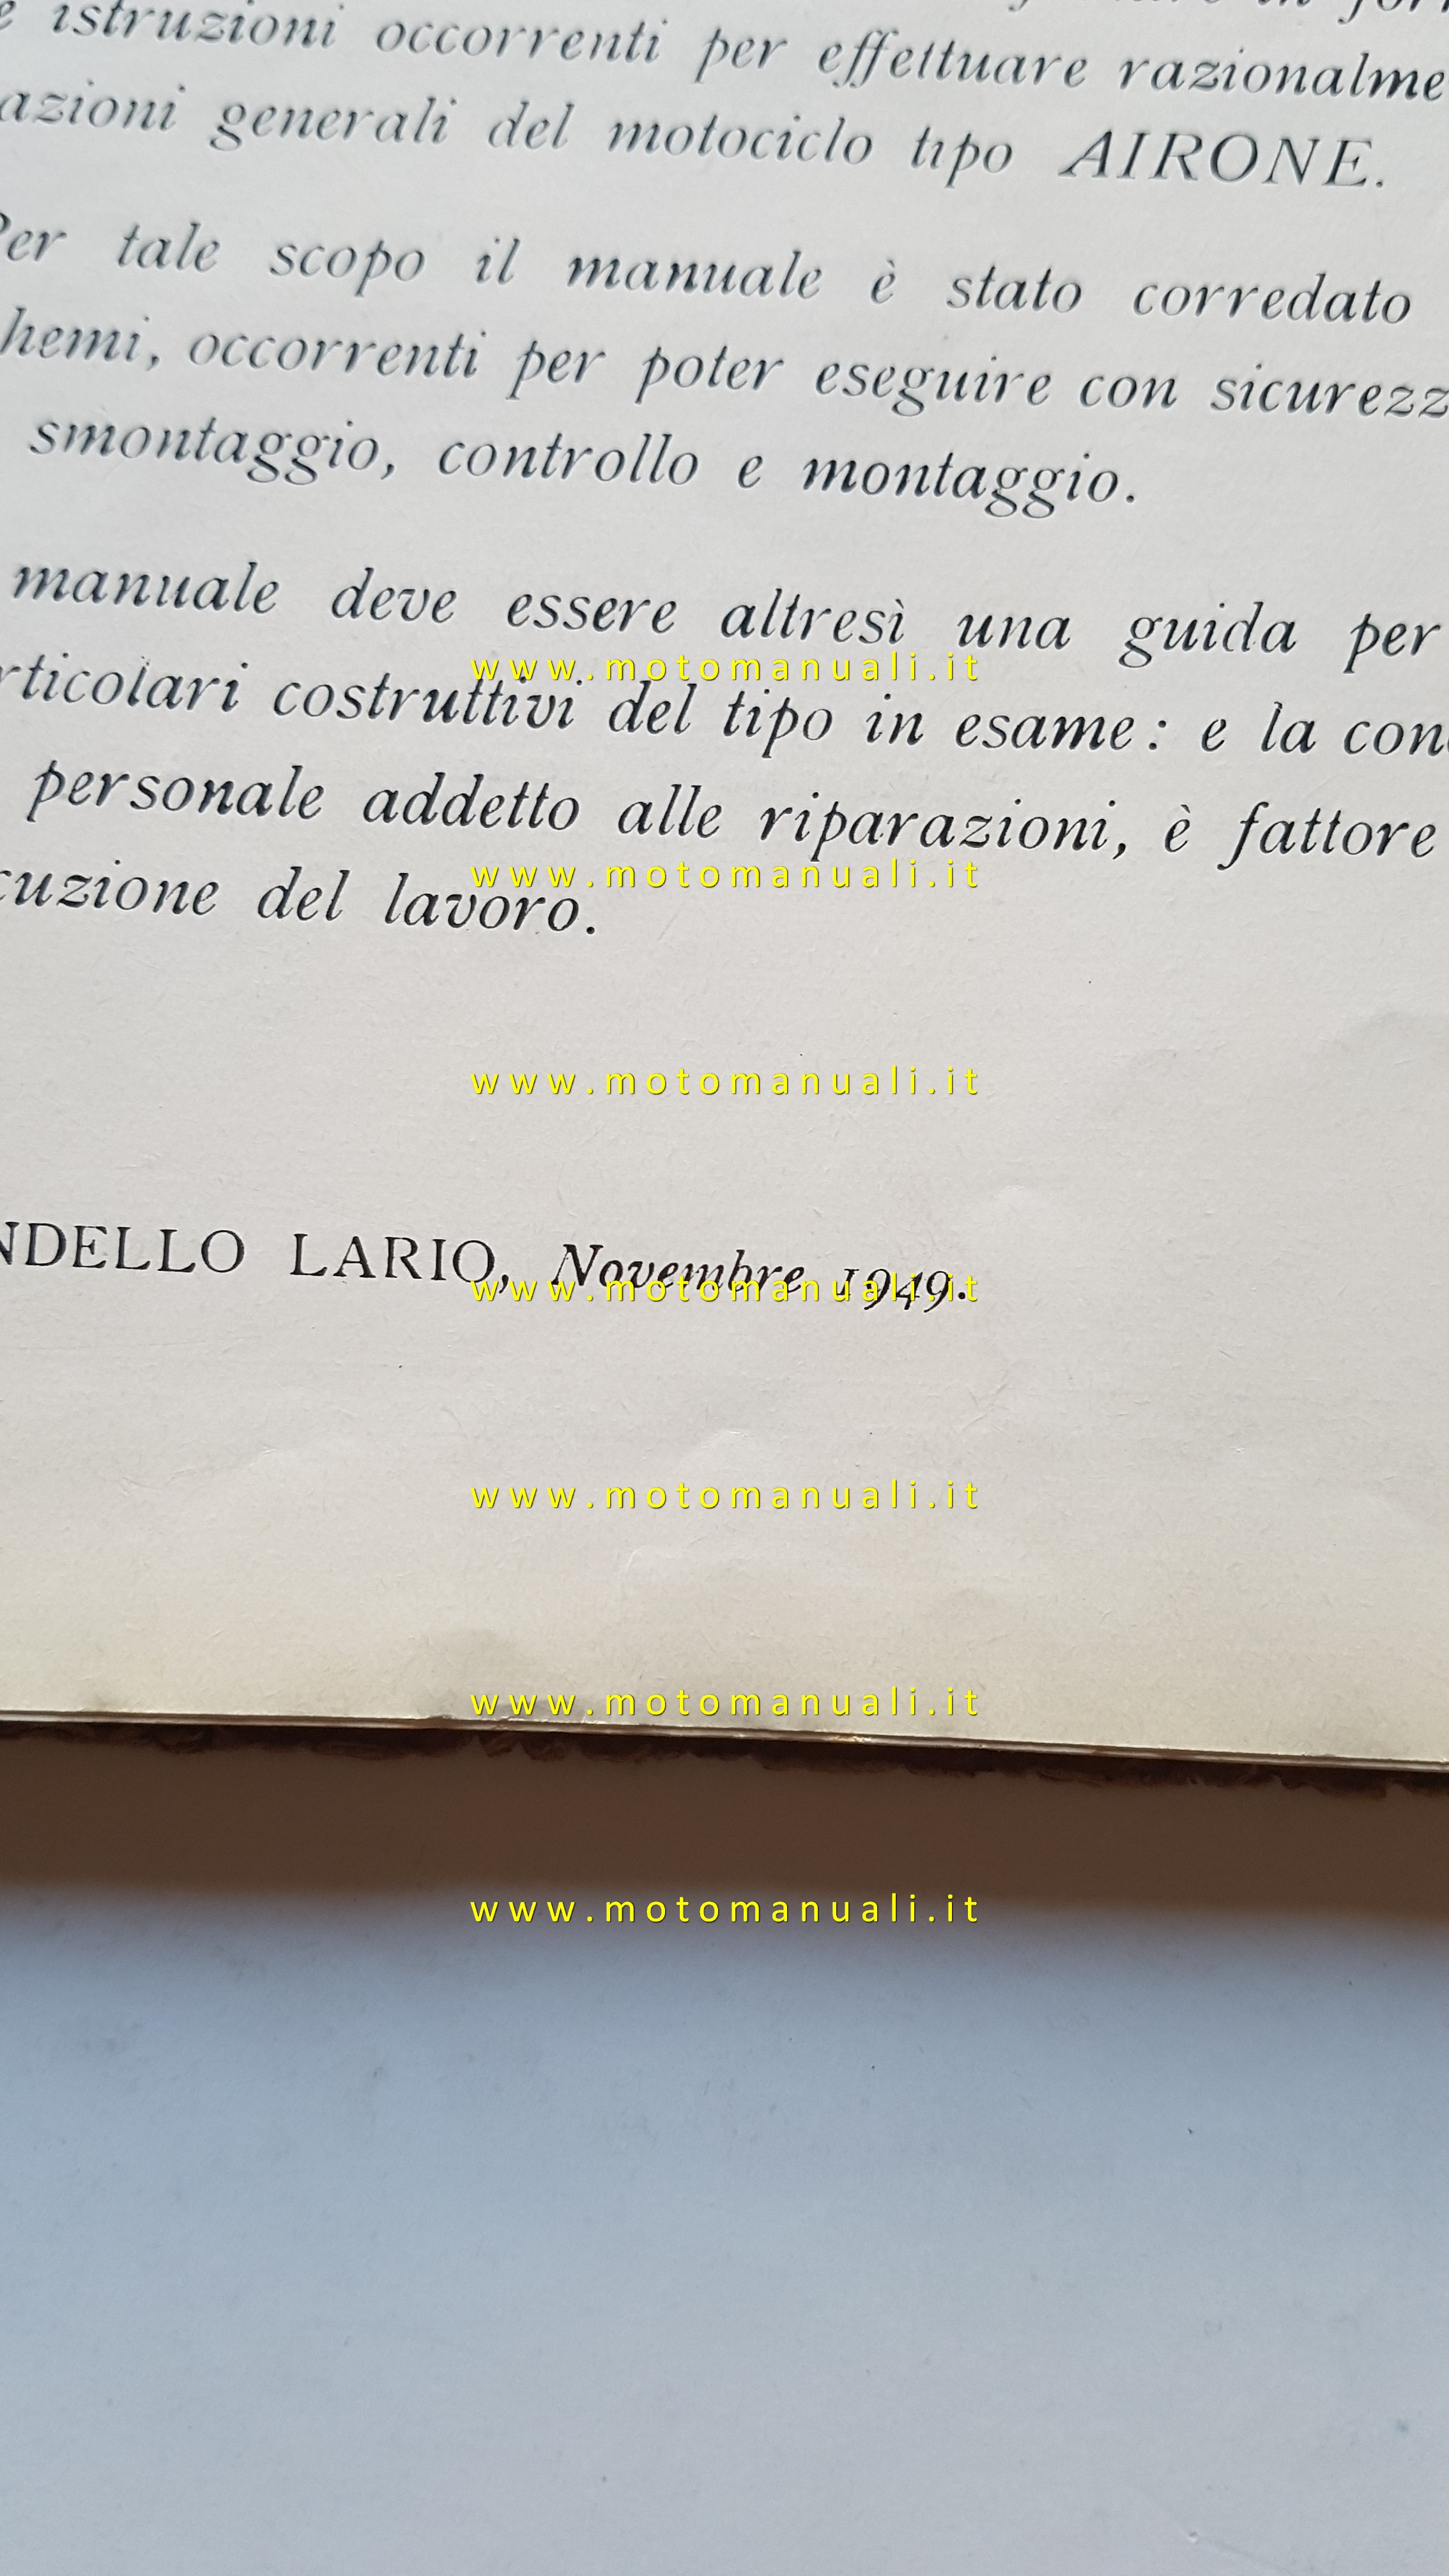 e istruzioni occorrenti per effettuare razionalme
azioni generali del motociclo tipo AIRONE.
Per tale scopo il manuale è stato corredato
hemi, occorrenti per poter eseguire con sicurezz
smontaggio, controllo e montaggio.
manuale deve essere altresì una guida per
www.motomanuali.it
rticolari costruttivi del tipo in esame: e la con
personale addetto alle riparazioni, è fattore
www.motomanuali.it
cuzione del lavoro.
www.motomanuali.it
NDELLO LARIO, Novembre 1949.
www.motomanuali.it
www.motomanuali.it
www.motomanuali.it
www.motomanuali.it